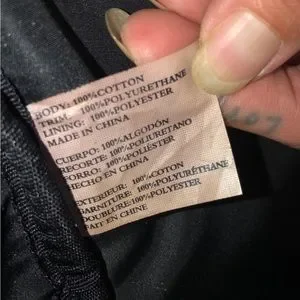 BODY: 100%COTTON
TRIM: 100%POLYURETHANE
LINING: 100%POLYESTER
MADE IN CHINA
CUERPO: 100%ALGODÓN
RECORTE: 100%POLIURETANO
FORRO: 100%POLIÉSTER
HECHO EN CHINA
EXTERIEUR: 100%COTON
GARNITURE: 100%POLYURÉTHANE
DOUBLURE: 100%POLYESTER
FAIT EN CHINE